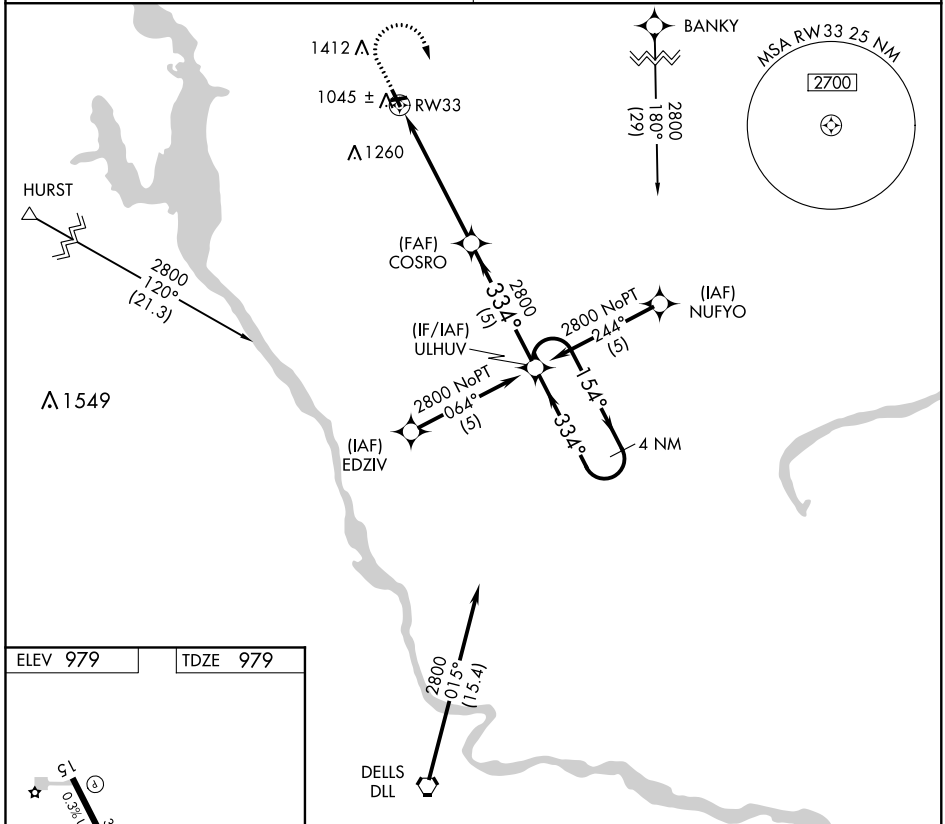 1412
1045 ±
RW33
1260
BANKY
2800
180°
(29)
MSA RW33 25 NM
2700
HURST
2800
120°
(21.3)
(FAF)
COSRO
2800
334°
(5)
(IAF)
NUFYO
2800 NoPT
244°
(5)
(IF/IAF)
ULHUV
2800 NoPT
064°
(5)
154°
334°
4 NM
1549
(IAF)
EDZIV
2800
015°
(15.4)
DELLS
DLL
ELEV 979
TDZE 979
15
P
0.3%